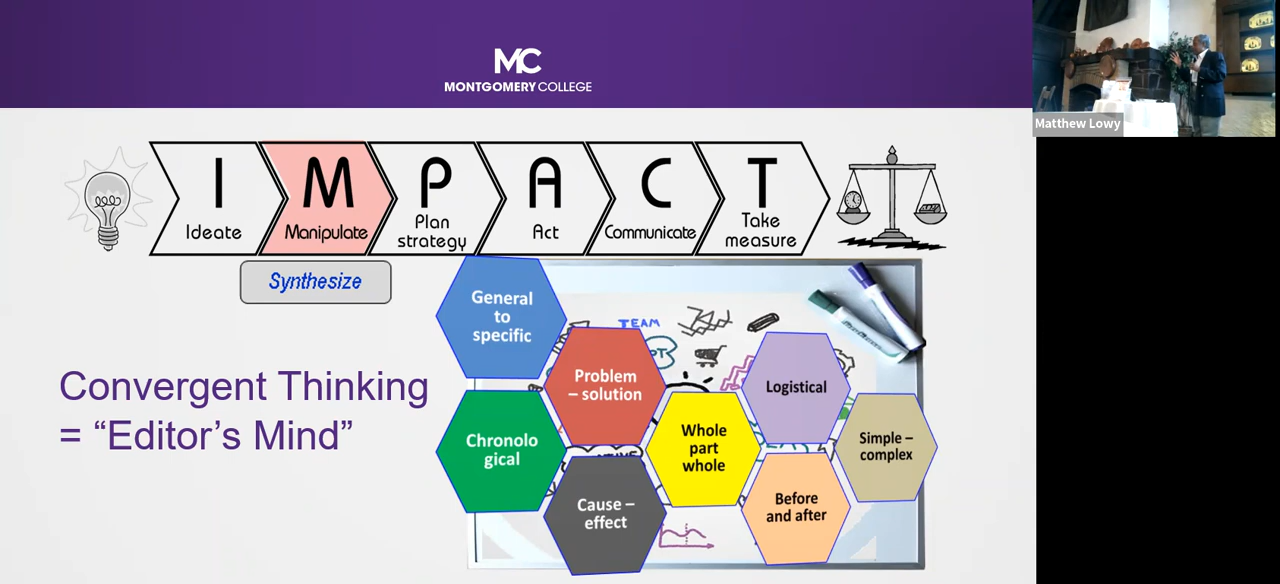 MC
MONTGOMERY COLLEGE
Matthew Lowy
I M P A C T
Ideate
Manipulate
Plan
strategy
Act
Communicate
Take
measure
Synthesize
Convergent Thinking
= “Editor’s Mind”
General
to
specific
TEAM
Problem
– solution
Logistical
Chronolo
gical
Whole
part
whole
Simple –
complex
Cause –
effect
Before
and after